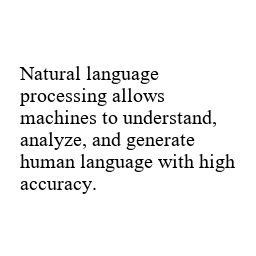 Natural language
processing allows
machines to understand,
analyze, and generate
human language with high
accuracy.